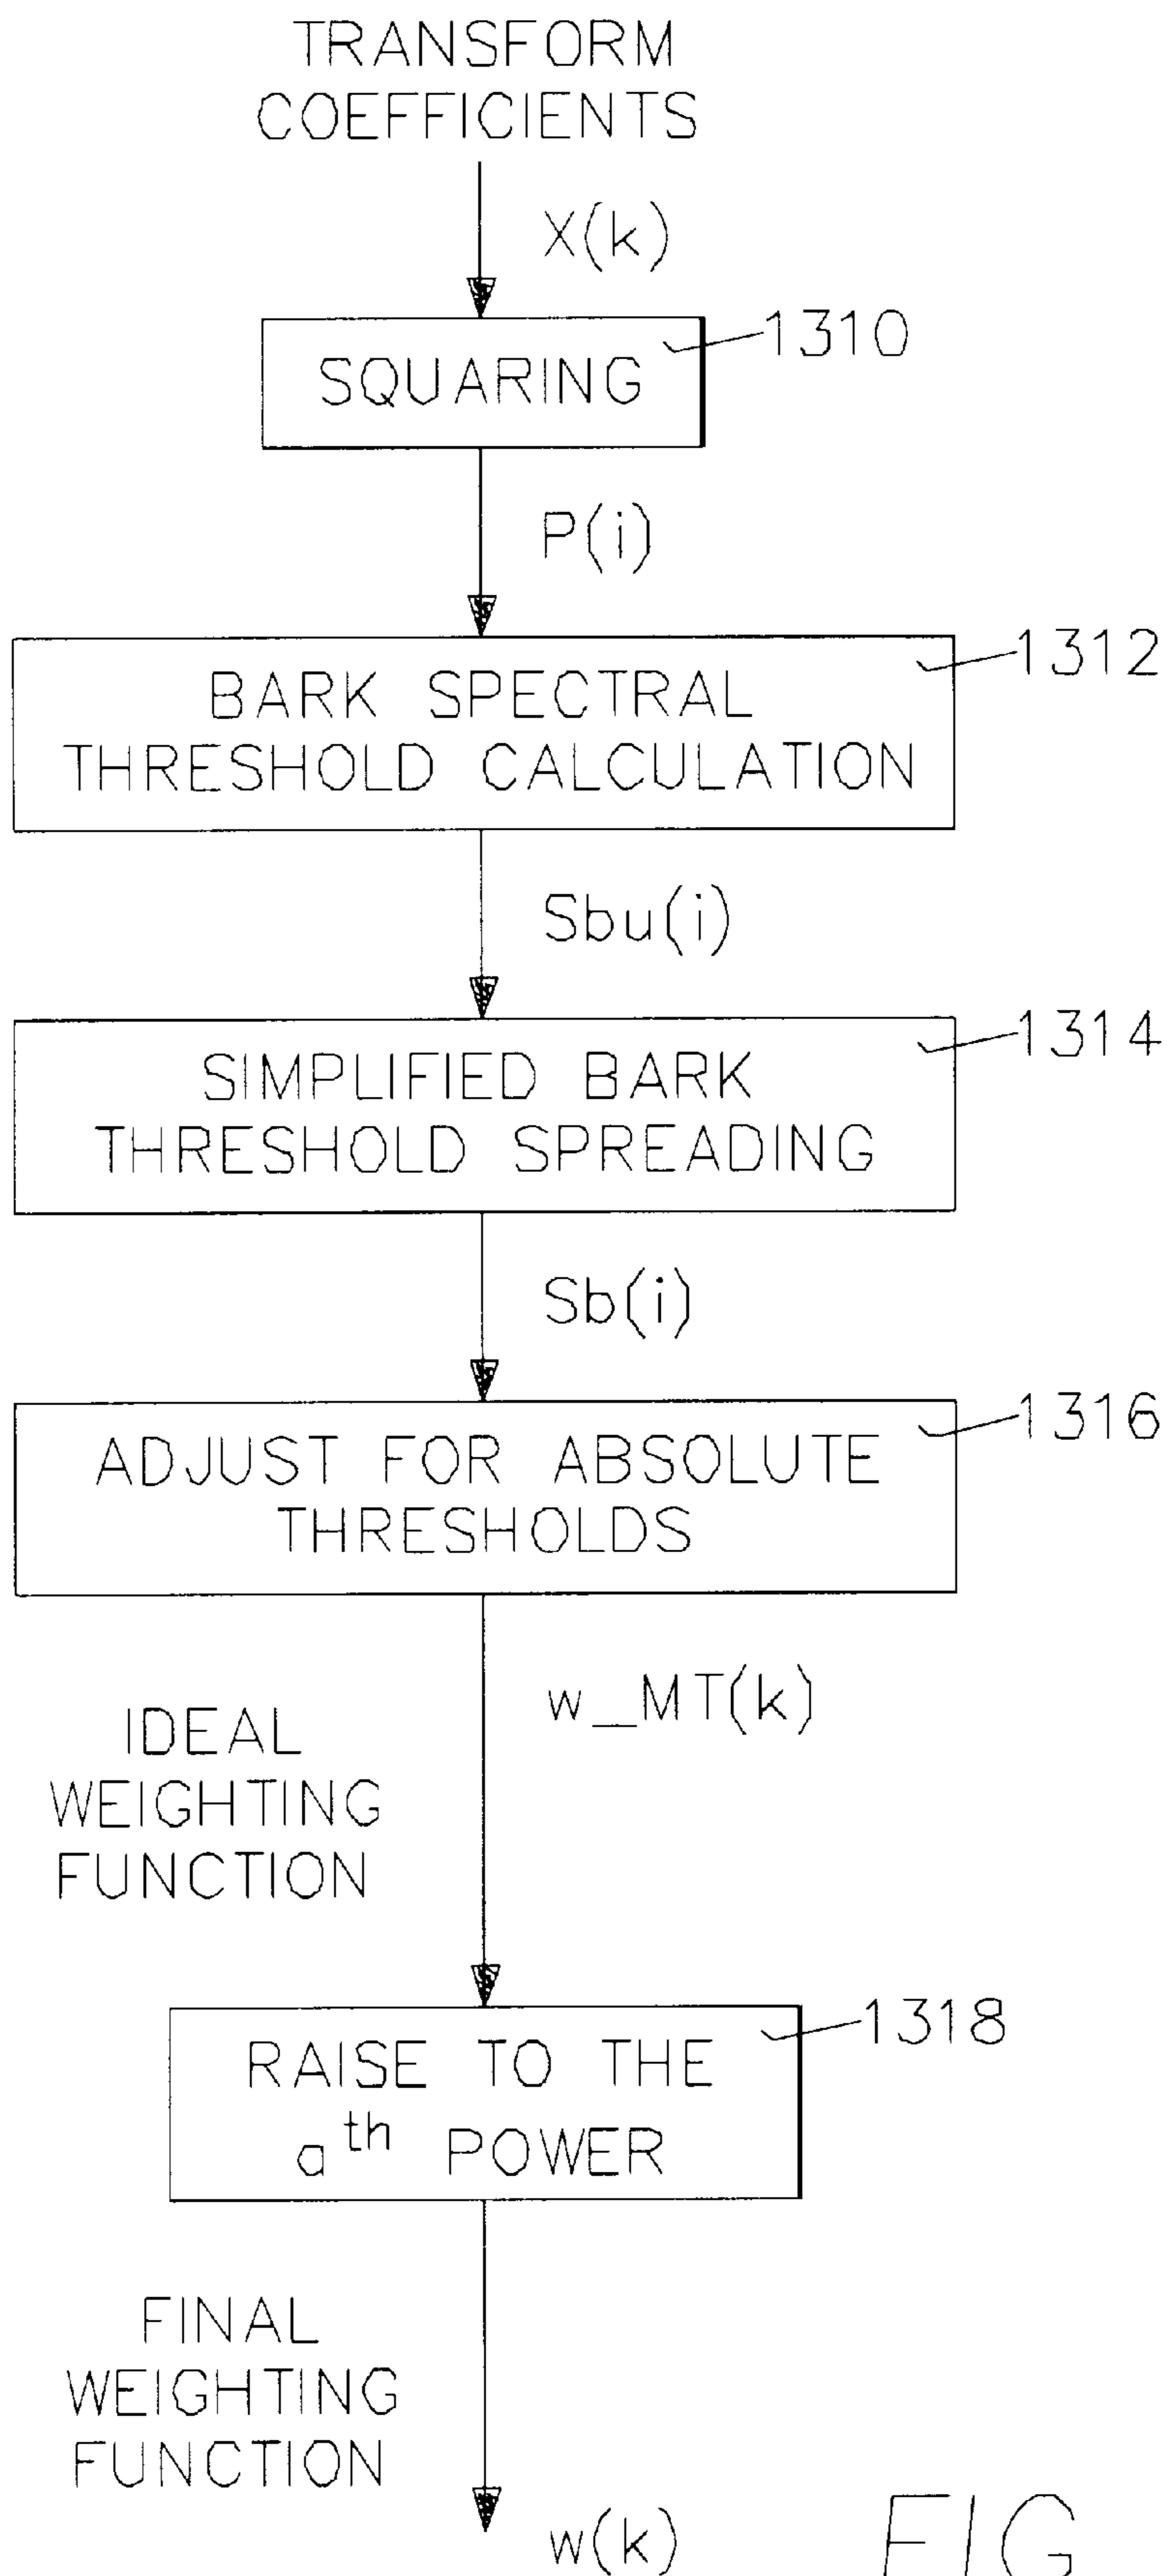 TRANSFORM
COEFFICIENTS
X(k)
1310
SQUARING
P(i)
1312
BARK SPECTRAL
THRESHOLD CALCULATION
Sbu(i)
1314
SIMPLIFIED BARK
THRESHOLD SPREADING
Sb(i)
1316
ADJUST FOR ABSOLUTE
THRESHOLDS
w_MT(k)
IDEAL
WEIGHTING
FUNCTION
1318
RAISE TO THE
a^th POWER
FINAL
WEIGHTING
FUNCTION
w(k)
FIG